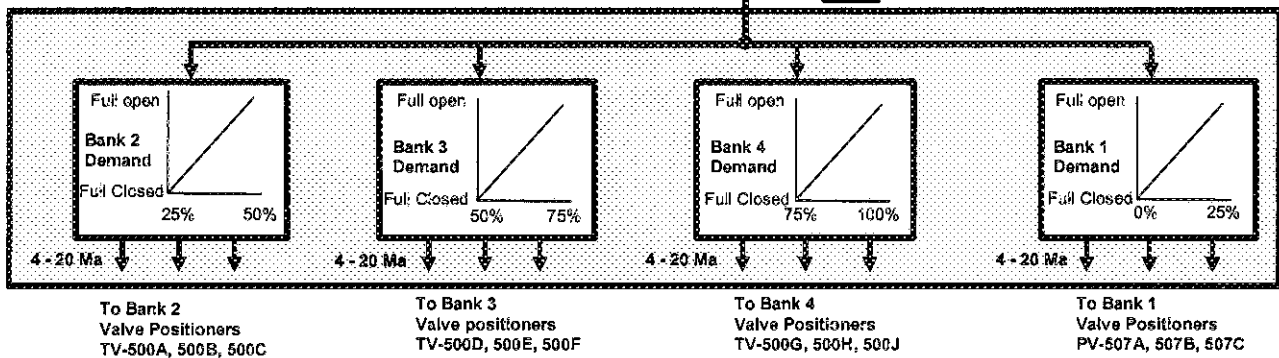 Full open
Bank 2
Demand
Full Closed
25% 50%
4 - 20 Ma
To Bank 2
Valve Positioners
TV-500A, 500B, 500C
Full open
Bank 3
Demand
Full Closed
50% 75%
4 - 20 Ma
To Bank 3
Valve positioners
TV-500D, 500E, 500F
Full open
Bank 4
Demand
Full Closed
75% 100%
4 - 20 Ma
To Bank 4
Valve Positioners
TV-500G, 500H, 500J
Full open
Bank 1
Demand
Full Closed
0% 25%
4 - 20 Ma
To Bank 1
Valve Positioners
PV-507A, 507B, 507C